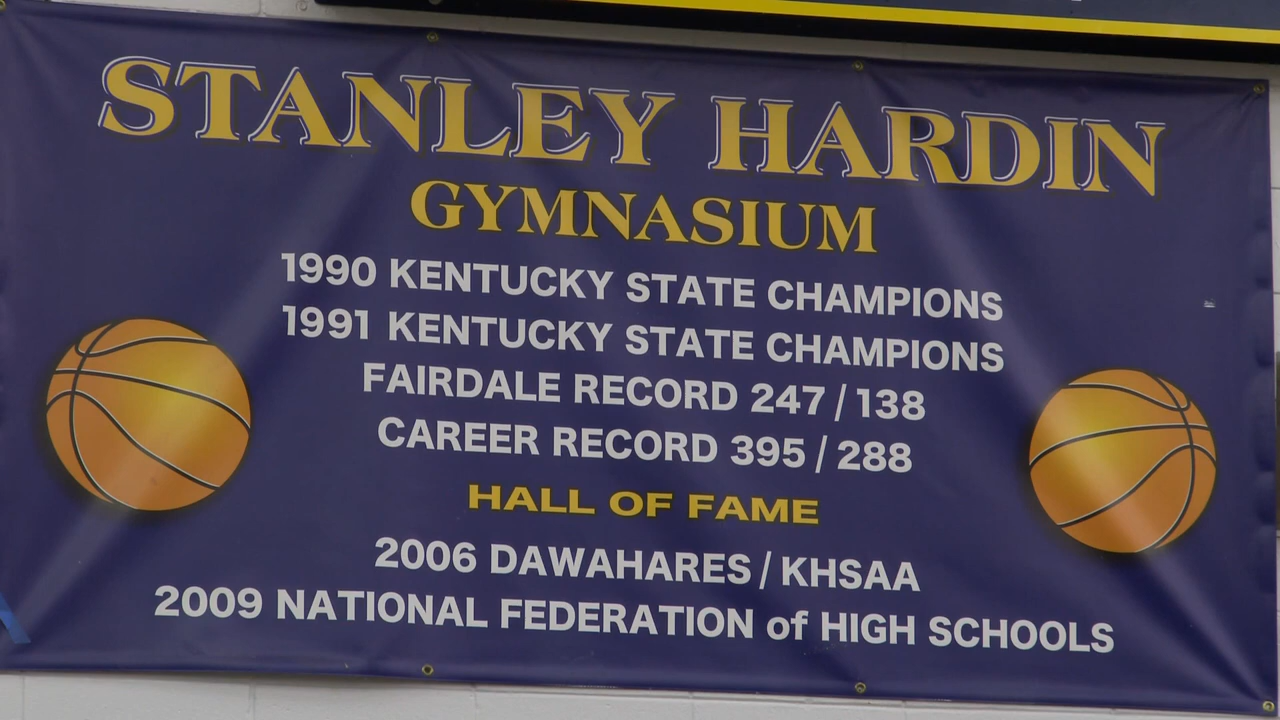 STANLEY HARDIN
GYMNASIUM
1990 KENTUCKY STATE CHAMPIONS
1991 KENTUCKY STATE CHAMPIONS
FAIRDALE RECORD 247 / 138
CAREER RECORD 395 / 288
HALL OF FAME
2006 DAWAHARES / KHSAA
2009 NATIONAL FEDERATION of HIGH SCHOOLS